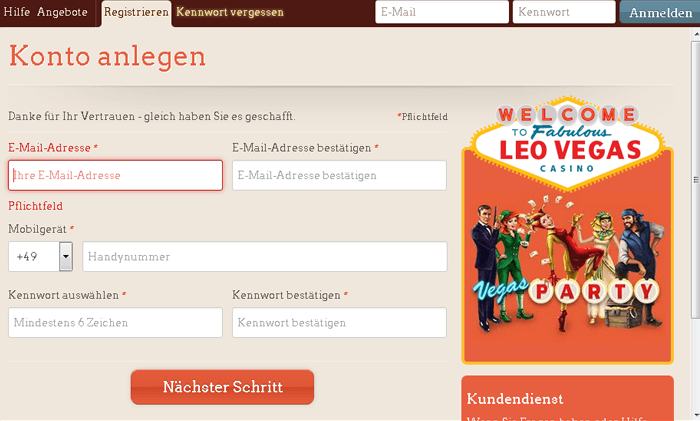 Hilfe Angebote Registrieren Kennwort vergessen E-Mail Kennwort Anmelden
Konto anlegen
Danke für Ihr Vertrauen - gleich haben Sie es geschafft. *Pflichtfeld
E-Mail-Adresse * E-Mail-Adresse bestätigen *
Ihre E-Mail-Adresse E-Mail-Adresse bestätigen
Pflichtfeld
Mobilgerät *
+49 Handynummer
Kennwort auswählen * Kennwort bestätigen *
Mindestens 6 Zeichen Kennwort bestätigen
Nächster Schritt
WELCOME
TO Fabulous
LEO VEGAS
CASINO
Vegas PARTY
Kundendienst